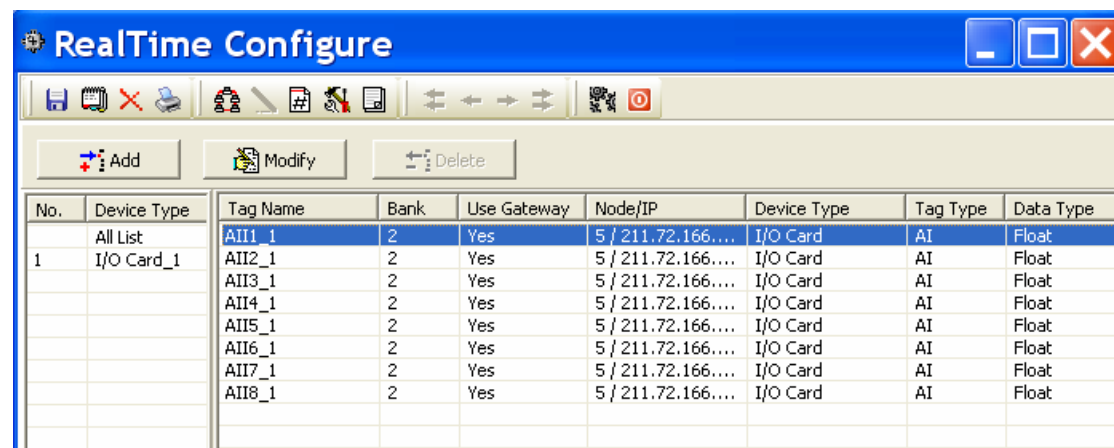 RealTime Configure
Add Modify Delete
No. Device Type Tag Name Bank Use Gateway Node/IP Device Type Tag Type Data Type
All List AII1_1 2 Yes 5 / 211.72.166.... I/O Card AI Float
1 I/O Card_1 AII2_1 2 Yes 5 / 211.72.166.... I/O Card AI Float
AII3_1 2 Yes 5 / 211.72.166.... I/O Card AI Float
AII4_1 2 Yes 5 / 211.72.166.... I/O Card AI Float
AII5_1 2 Yes 5 / 211.72.166.... I/O Card AI Float
AII6_1 2 Yes 5 / 211.72.166.... I/O Card AI Float
AII7_1 2 Yes 5 / 211.72.166.... I/O Card AI Float
AII8_1 2 Yes 5 / 211.72.166.... I/O Card AI Float